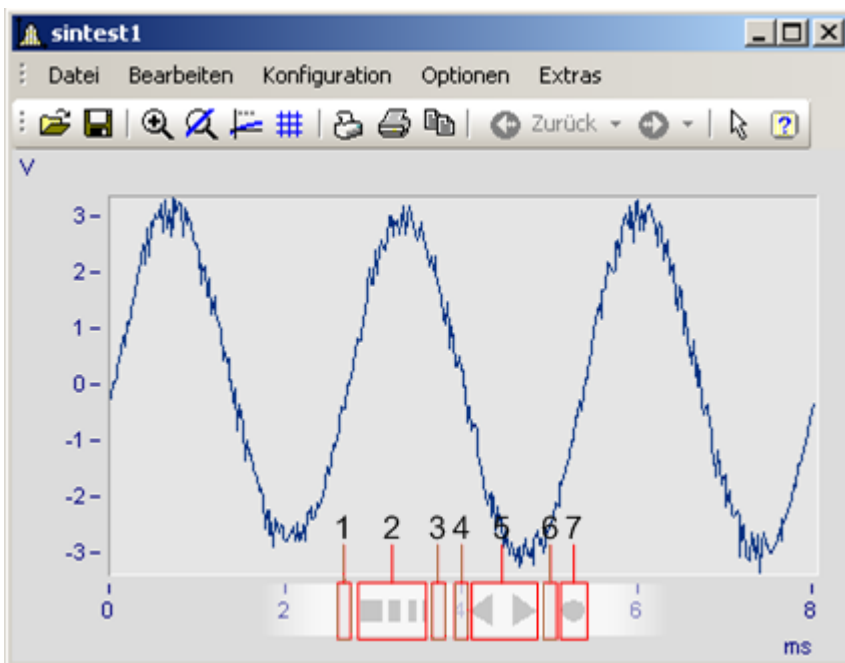 sintest1
Datei Bearbeiten Konfiguration Optionen Extras
Zurück
V
3
2
1
0
-1
-2
-3
1 2 3 4 5 6 7
0 2 4 6 8
ms